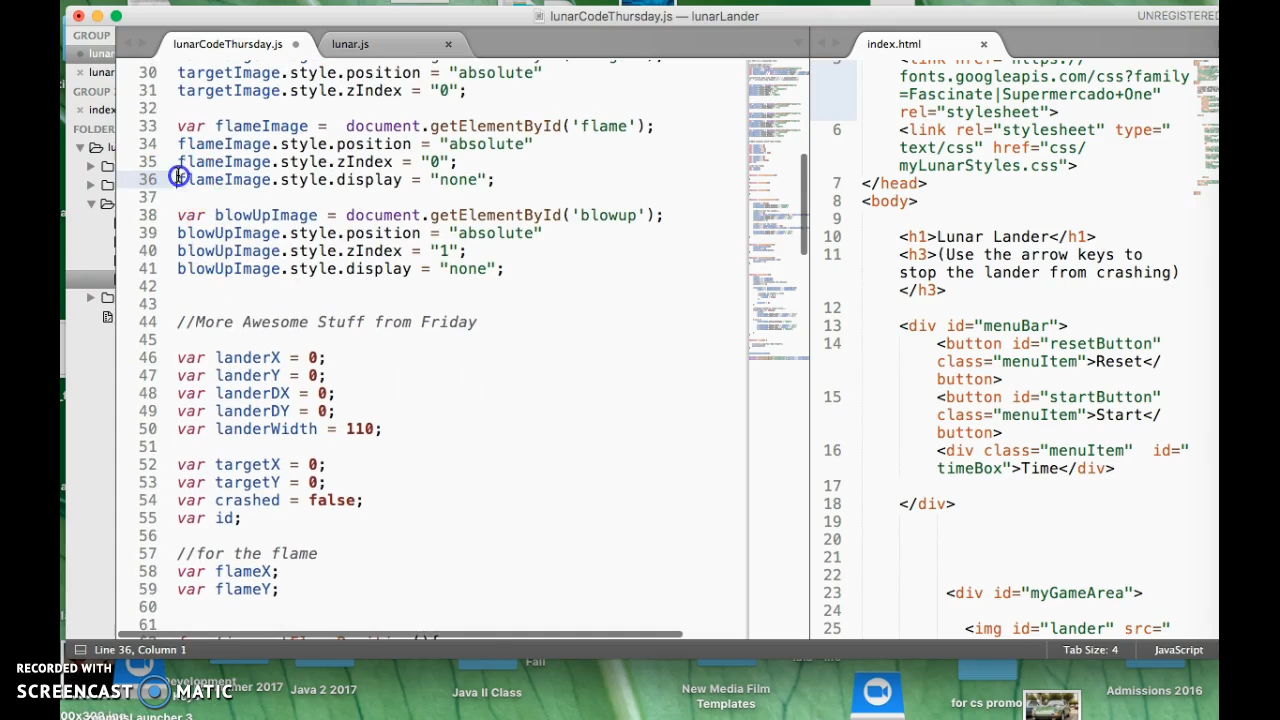 lunarCodeThursday.js — lunarLander
UNREGISTERED
GROUP
lunarCodeThursday.js
lunar.js
index.html
lunar
lunar
GROUP
index
FOLDER
30 targetImage.style.position = "absolute"
31 targetImage.style.zIndex = "0";
32
33 var flameImage = document.getElementById('flame');
34 flameImage.style.position = "absolute"
35 flameImage.style.zIndex = "0";
36 flameImage.style.display = "none";
37
38 var blowUpImage = document.getElementById('blowup');
39 blowUpImage.style.position = "absolute"
40 blowUpImage.style.zIndex = "1";
41 blowUpImage.style.display = "none";
42
43
44 //More Awesome Stuff from Friday
45
46 var landerX = 0;
47 var landerY = 0;
48 var landerDX = 0;
49 var landerDY = 0;
50 var landerWidth = 110;
51
52 var targetX = 0;
53 var targetY = 0;
54 var crashed = false;
55 var id;
56
57 //for the flame
58 var flameX;
59 var flameY;
60
61
<link href="https://
fonts.googleapis.com/css?family
=Fascinate|Supermercado+One"
rel="stylesheet">
6 <link rel="stylesheet" type="
text/css" href="css/
myLunarStyles.css">
7 </head>
8 <body>
9
10 <h1>Lunar Lander</h1>
11 <h3>(Use the arrow keys to
stop the lander from crashing)
</h3>
12
13 <div id="menuBar">
14 <button id="resetButton"
class="menuItem">Reset</
button>
15 <button id="startButton"
class="menuItem">Start</
button>
16 <div class="menuItem" id="
timeBox">Time</div>
17
18 </div>
19
20
21
22
23 <div id="myGameArea">
24
25 <img id="lander" src="
Line 36, Column 1
Tab Size: 4
JavaScript
RECORDED WITH
SCREENCAST MATIC
Development
2017
Java 2 2017
Fall
Java II Class
New Media Film
Templates
for cs promo
Admissions 2016